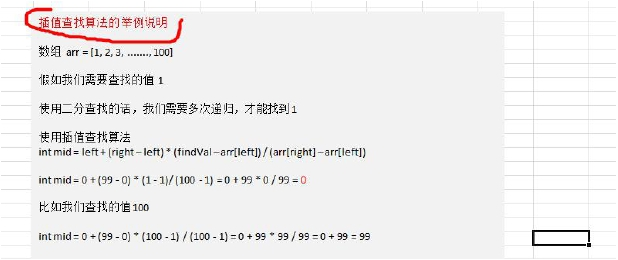 插值查找算法的举例说明
数组 arr = [1, 2, 3, ......., 100]
假如我们需要查找的值 1
使用二分查找的话，我们需要多次递归，才能找到 1
使用插值查找算法
int mid = left + (right – left) * (findVal – arr[left]) / (arr[right] – arr[left])
int mid = 0 + (99 - 0) * (1 - 1)/ (100 - 1) = 0 + 99 * 0 / 99 = 0
比如我们查找的值 100
int mid = 0 + (99 - 0) * (100 - 1) / (100 - 1) = 0 + 99 * 99 / 99 = 0 + 99 = 99